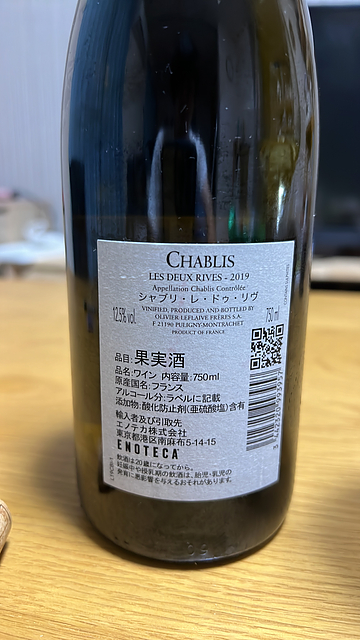 CHABLIS
LES DEUX RIVES - 2019
Appellation Chablis Contrôlée
シャブリ・レ・ドゥ・リヴ
VINIFIED, PRODUCED AND BOTTLED BY
OLIVIER LEFLAIVE FRÈRES S.A.
F 21190 PULIGNY-MONTRACHET
PRODUCT OF FRANCE
12.5% vol.
750 ml
品目: 果実酒
品名: ワイン 内容量: 750ml
原産国名: フランス
アルコール分: ラベルに記載
添加物: 酸化防止剤(亜硫酸塩)含有
輸入者及び引取先
エノテカ株式会社
東京都港区南麻布5-14-15
ENOTECA
飲酒は20歳になってから。
妊娠中や授乳期の飲酒は、胎児・乳児の
発育に悪影響を与えるおそれがあります。